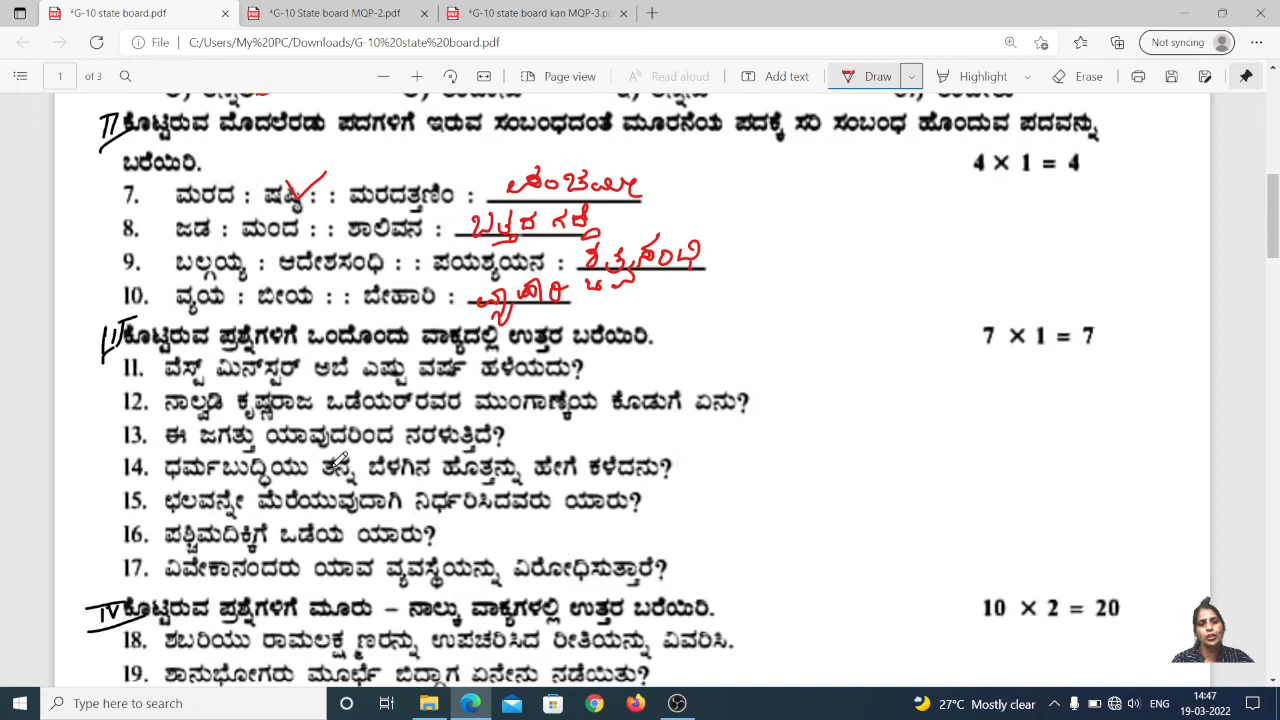 *G-10 State board.pdf
*G-10 State board MQP-2.pdf
*G-10 state board kan MQP-3.pd
File
C:/Users/My%20PC/Downloads/G-10%20state%20board.pdf
Not syncing
1 of 3
Page view
Read aloud
Add text
Draw
Highlight
Erase
II ಕೊಟ್ಟಿರುವ ಮೊದಲೆರಡು ಪದಗಳಿಗೆ ಇರುವ ಸಂಬಂಧದಂತೆ ಮೂರನೆಯ ಪದಕ್ಕೆ ಸರಿ ಸಂಬಂಧ ಹೊಂದುವ ಪದವನ್ನು
ಬರೆಯಿರಿ. 4 × 1 = 4
7. ಮರದ : ಷಷ್ಠಿ : : ಮರದತ್ತಣಿಂ : ಪಂಚಮೀ
8. ಜಡ : ಮಂದ : : ಶಾಲಿವನ : ಬತ್ತದ ಗದ್ದೆ
9. ಬಲ್ಗಯ್ಯ : ಆದೇಶಸಂಧಿ : : ಪಯಶ್ಶಯನ : ಶ್ಚುತ್ವ ಸಂಧಿ
10. ವ್ಯಯ : ಬೀಯ : : ಬೇಹಾರಿ : ವ್ಯಾಪಾರಿ
III ಕೊಟ್ಟಿರುವ ಪ್ರಶ್ನೆಗಳಿಗೆ ಒಂದೊಂದು ವಾಕ್ಯದಲ್ಲಿ ಉತ್ತರ ಬರೆಯಿರಿ. 7 × 1 = 7
11. ವೆಸ್ಟ್ ಮಿನ್‌ಸ್ಟರ್ ಅಬೆ ಎಷ್ಟು ವರ್ಷ ಹಳೆಯದು?
12. ನಾಲ್ವಡಿ ಕೃಷ್ಣರಾಜ ಒಡೆಯರ್‌ರವರ ಮುಂಗಾಣ್ಕೆಯ ಕೊಡುಗೆ ಏನು?
13. ಈ ಜಗತ್ತು ಯಾವುದರಿಂದ ನರಳುತ್ತಿದೆ?
14. ಧರ್ಮಬುದ್ಧಿಯು ತನ್ನ ಬೆಳಗಿನ ಹೊತ್ತನ್ನು ಹೇಗೆ ಕಳೆದನು?
15. ಛಲವನ್ನೇ ಮೆರೆಯುವುದಾಗಿ ನಿರ್ಧರಿಸಿದವರು ಯಾರು?
16. ಪಶ್ಚಿಮದಿಕ್ಕಿಗೆ ಒಡೆಯ ಯಾರು?
17. ವಿವೇಕಾನಂದರು ಯಾವ ವ್ಯವಸ್ಥೆಯನ್ನು ವಿರೋಧಿಸುತ್ತಾರೆ?
IV ಕೊಟ್ಟಿರುವ ಪ್ರಶ್ನೆಗಳಿಗೆ ಮೂರು – ನಾಲ್ಕು ವಾಕ್ಯಗಳಲ್ಲಿ ಉತ್ತರ ಬರೆಯಿರಿ. 10 × 2 = 20
18. ಶಬರಿಯು ರಾಮಲಕ್ಷ್ಮಣರನ್ನು ಉಪಚರಿಸಿದ ರೀತಿಯನ್ನು ವಿವರಿಸಿ.
19. ಶಾನುಭೋಗರು ಮೂರ್ಛೆ ಬಿದ್ದಾಗ ಏನೇನು ನಡೆಯಿತು?
Type here to search
27°C Mostly clear
ENG
14:47
19-03-2022